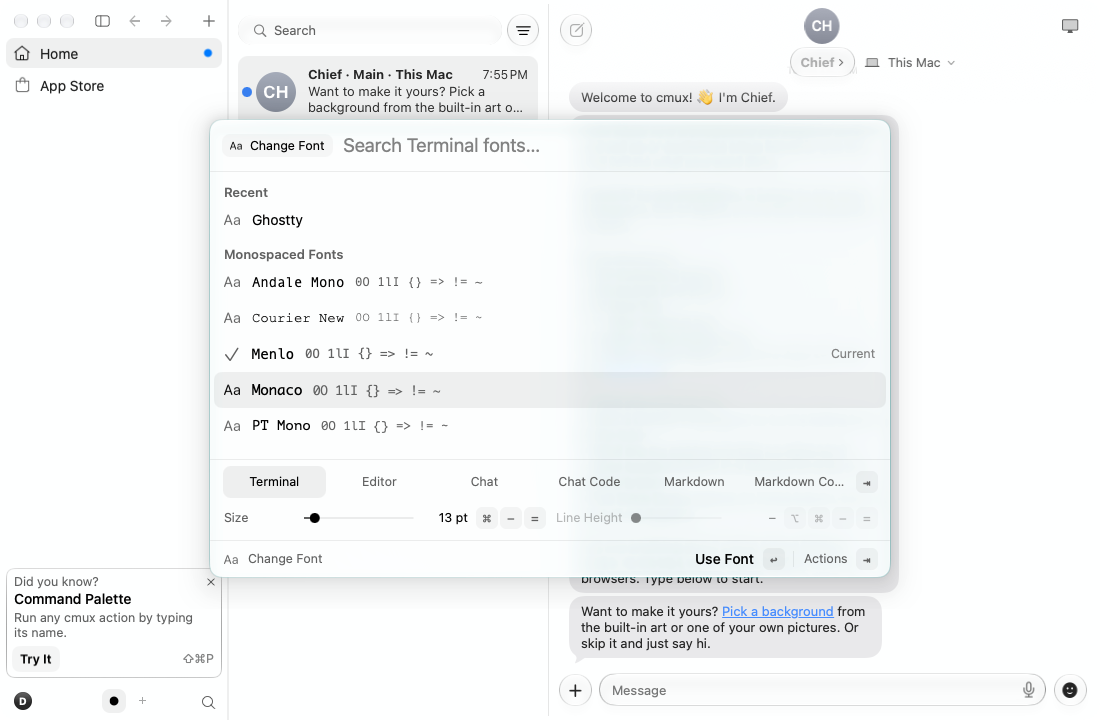 Home
App Store
Search
Chief · Main · This Mac 7:55 PM
CH
Want to make it yours? Pick a
background from the built-in art o...
CH
Chief >
This Mac
Welcome to cmux! 👋 I'm Chief.
Aa Change Font
Search Terminal fonts...
Recent
Aa Ghostty
Monospaced Fonts
Aa Andale Mono 0O 1lI {} => != ~
Aa Courier New 0O 1lI {} => != ~
Menlo 0O 1lI {} => != ~ Current
Aa Monaco 0O 1lI {} => != ~
Aa PT Mono 0O 1lI {} => != ~
Terminal Editor Chat Chat Code Markdown Markdown Co... ⇥
Size 13 pt ⌘ − = Line Height – ⌥ ⌘ − =
Aa Change Font Use Font ↩ Actions ⇥
browsers. Type below to start.
Want to make it yours? Pick a background from
the built-in art or one of your own pictures. Or
skip it and just say hi.
Message
Did you know?
Command Palette
Run any cmux action by typing
its name.
Try It ⇧⌘P
D